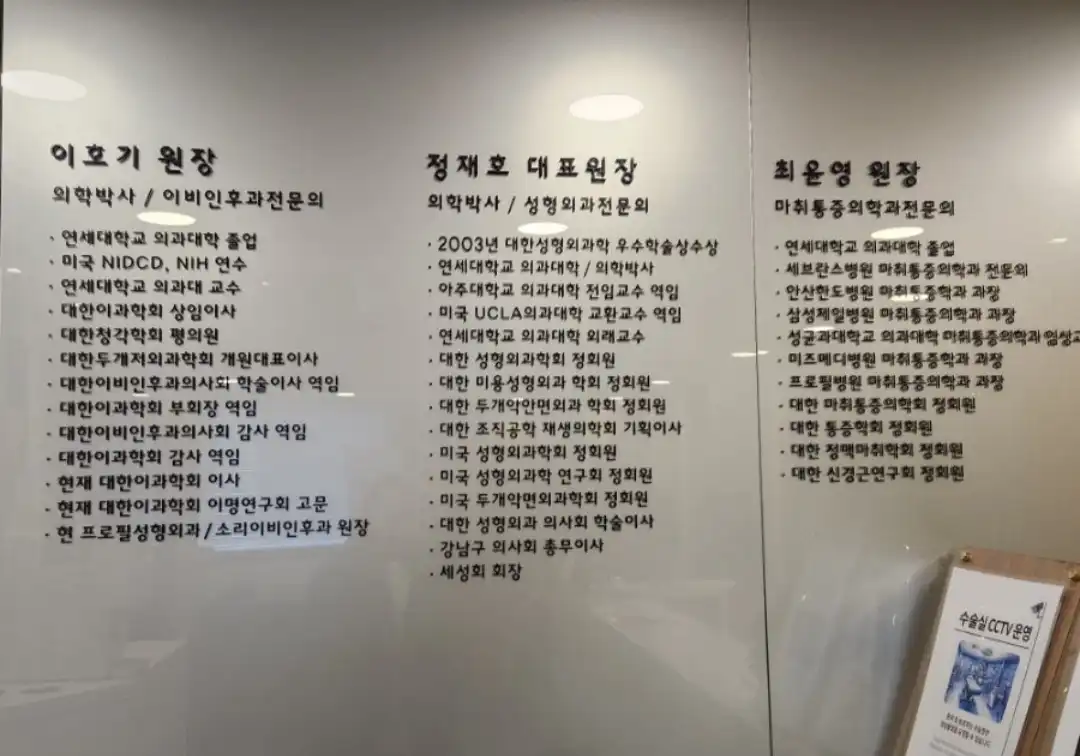 이호기 원장
의학박사 / 이비인후과전문의
· 연세대학교 의과대학 졸업
· 미국 NIDCD, NIH 연수
· 연세대학교 의과대 교수
· 대한이과학회 상임이사
· 대한청각학회 평의원
· 대한두개저외과학회 개원대표이사
· 대한이비인후과의사회 학술이사 역임
· 대한이과학회 부회장 역임
· 대한이비인후과의사회 감사 역임
· 대한이과학회 감사 역임
· 현재 대한이과학회 이사
· 현재 대한이과학회 이명연구회 고문
· 현 프로필성형외과/소리이비인후과 원장
정재호 대표원장
의학박사 / 성형외과전문의
· 2003년 대한성형외과학 우수학술상수상
· 연세대학교 의과대학 / 의학박사
· 아주대학교 의과대학 전임교수 역임
· 미국 UCLA의과대학 교환교수 역임
· 연세대학교 의과대학 외래교수
· 대한 성형외과학회 정회원
· 대한 미용성형외과 학회 정회원
· 대한 두개악안면외과 학회 정회원
· 대한 조직공학 재생의학회 기획이사
· 미국 성형외과학회 정회원
· 미국 성형외과학 연구회 정회원
· 미국 두개악면외과학회 정회원
· 대한 성형외과 의사회 학술이사
· 강남구 의사회 총무이사
· 세성회 회장
최윤영 원장
마취통증의학과전문의
· 연세대학교 의과대학 졸업
· 세브란스병원 마취통증의학과 전문의
· 안산한도병원 마취통증학과 과장
· 삼성제일병원 마취통증의학과 과장
· 성균관대학교 의과대학 마취통증의학과 임상교
· 미즈메디병원 마취통증학과 과장
· 프로필병원 마취통증의학과 과장
· 대한 마취통증의학회 정회원
· 대한 통증학회 정회원
· 대한 정맥마취학회 정회원
· 대한 신경근연구회 정회원
수술실 CCTV 운영